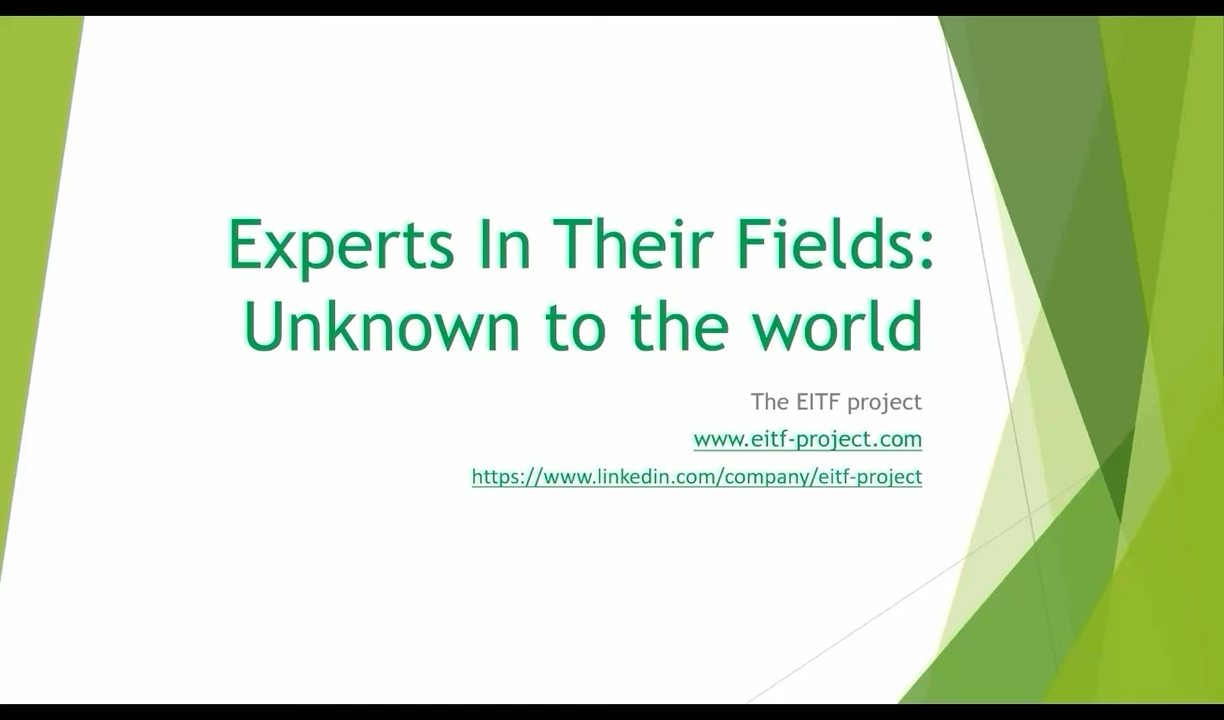 Experts In Their Fields:
Unknown to the world
The EITF project
www.eitf-project.com
https://www.linkedin.com/company/eitf-project